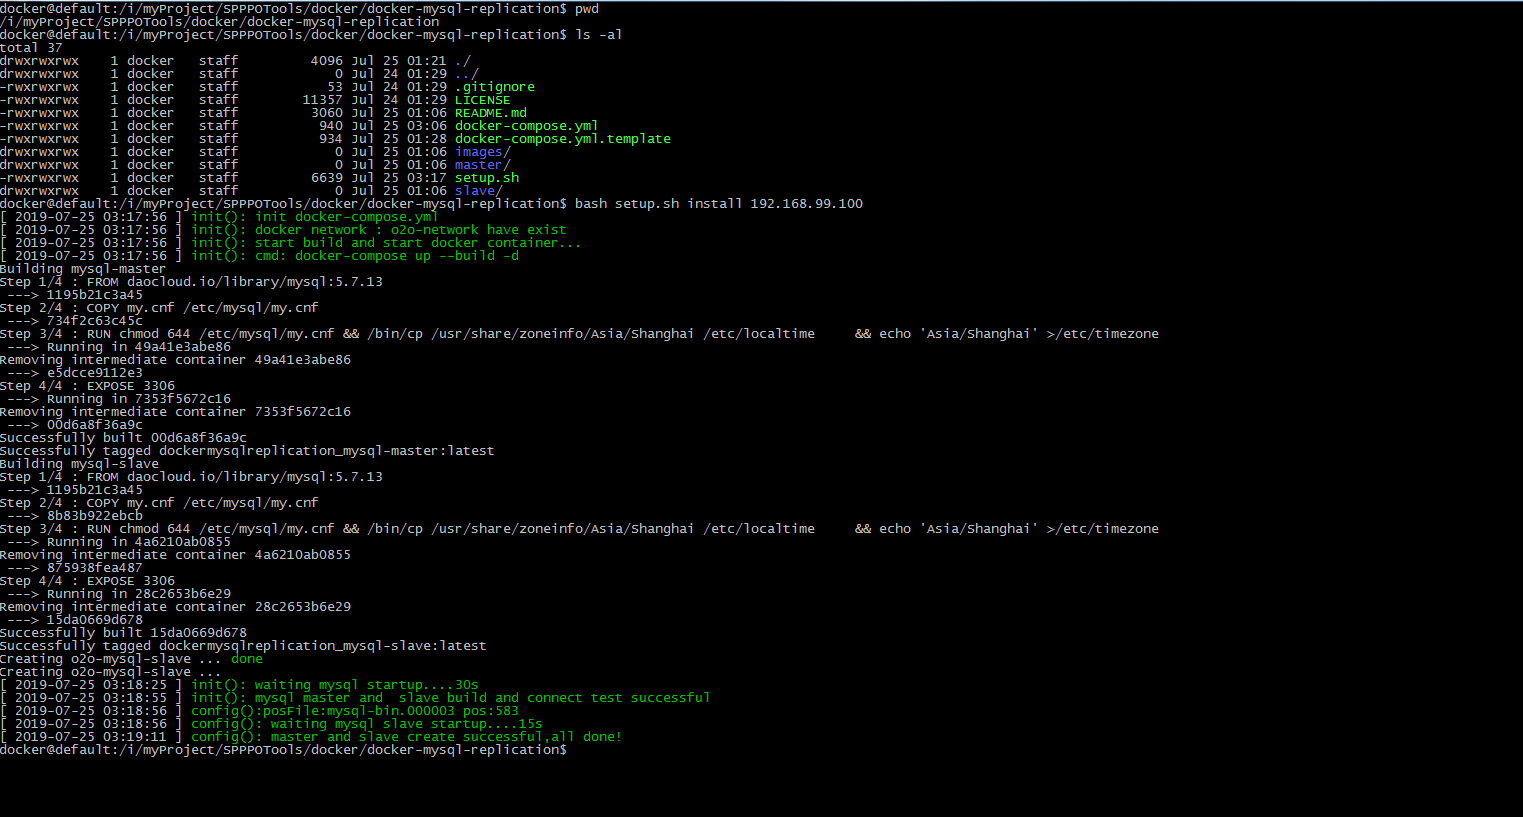 docker@default:/i/myProject/SPPPOTools/docker/docker-mysql-replication$ pwd
/i/myProject/SPPPOTools/docker/docker-mysql-replication
docker@default:/i/myProject/SPPPOTools/docker/docker-mysql-replication$ ls -al
total 37
drwxrwxrwx    1 docker   staff         4096 Jul 25 01:21 ./
drwxrwxrwx    1 docker   staff            0 Jul 24 01:29 ../
-rwxrwxrwx    1 docker   staff           53 Jul 24 01:29 .gitignore
-rwxrwxrwx    1 docker   staff        11357 Jul 24 01:29 LICENSE
-rwxrwxrwx    1 docker   staff         3060 Jul 25 01:06 README.md
-rwxrwxrwx    1 docker   staff          940 Jul 25 03:06 docker-compose.yml
-rwxrwxrwx    1 docker   staff          934 Jul 25 01:28 docker-compose.yml.template
drwxrwxrwx    1 docker   staff            0 Jul 25 01:06 images/
drwxrwxrwx    1 docker   staff            0 Jul 25 01:06 master/
-rwxrwxrwx    1 docker   staff         6639 Jul 25 03:17 setup.sh
drwxrwxrwx    1 docker   staff            0 Jul 25 01:06 slave/
docker@default:/i/myProject/SPPPOTools/docker/docker-mysql-replication$ bash setup.sh install 192.168.99.100
[ 2019-07-25 03:17:56 ] init(): init docker-compose.yml
[ 2019-07-25 03:17:56 ] init(): docker network : o2o-network have exist
[ 2019-07-25 03:17:56 ] init(): start build and start docker container...
[ 2019-07-25 03:17:56 ] init(): cmd: docker-compose up --build -d
Building mysql-master
Step 1/4 : FROM daocloud.io/library/mysql:5.7.13
 ---> 1195b21c3a45
Step 2/4 : COPY my.cnf /etc/mysql/my.cnf
 ---> 734f2c63c45c
Step 3/4 : RUN chmod 644 /etc/mysql/my.cnf && /bin/cp /usr/share/zoneinfo/Asia/Shanghai /etc/localtime     && echo 'Asia/Shanghai' >/etc/timezone
 ---> Running in 49a41e3abe86
Removing intermediate container 49a41e3abe86
 ---> e5dcce9112e3
Step 4/4 : EXPOSE 3306
 ---> Running in 7353f5672c16
Removing intermediate container 7353f5672c16
 ---> 00d6a8f36a9c
Successfully built 00d6a8f36a9c
Successfully tagged dockermysqlreplication_mysql-master:latest
Building mysql-slave
Step 1/4 : FROM daocloud.io/library/mysql:5.7.13
 ---> 1195b21c3a45
Step 2/4 : COPY my.cnf /etc/mysql/my.cnf
 ---> 8b83b922ebcb
Step 3/4 : RUN chmod 644 /etc/mysql/my.cnf && /bin/cp /usr/share/zoneinfo/Asia/Shanghai /etc/localtime     && echo 'Asia/Shanghai' >/etc/timezone
 ---> Running in 4a6210ab0855
Removing intermediate container 4a6210ab0855
 ---> 875938fea487
Step 4/4 : EXPOSE 3306
 ---> Running in 28c2653b6e29
Removing intermediate container 28c2653b6e29
 ---> 15da0669d678
Successfully built 15da0669d678
Successfully tagged dockermysqlreplication_mysql-slave:latest
Creating o2o-mysql-slave ... done
Creating o2o-mysql-slave ...
[ 2019-07-25 03:18:25 ] init(): waiting mysql startup....30s
[ 2019-07-25 03:18:55 ] init(): mysql master and  slave build and connect test successful
[ 2019-07-25 03:18:56 ] config():posFile:mysql-bin.000003 pos:583
[ 2019-07-25 03:18:56 ] config(): waiting mysql slave startup....15s
[ 2019-07-25 03:19:11 ] config(): master and slave create successful,all done!
docker@default:/i/myProject/SPPPOTools/docker/docker-mysql-replication$